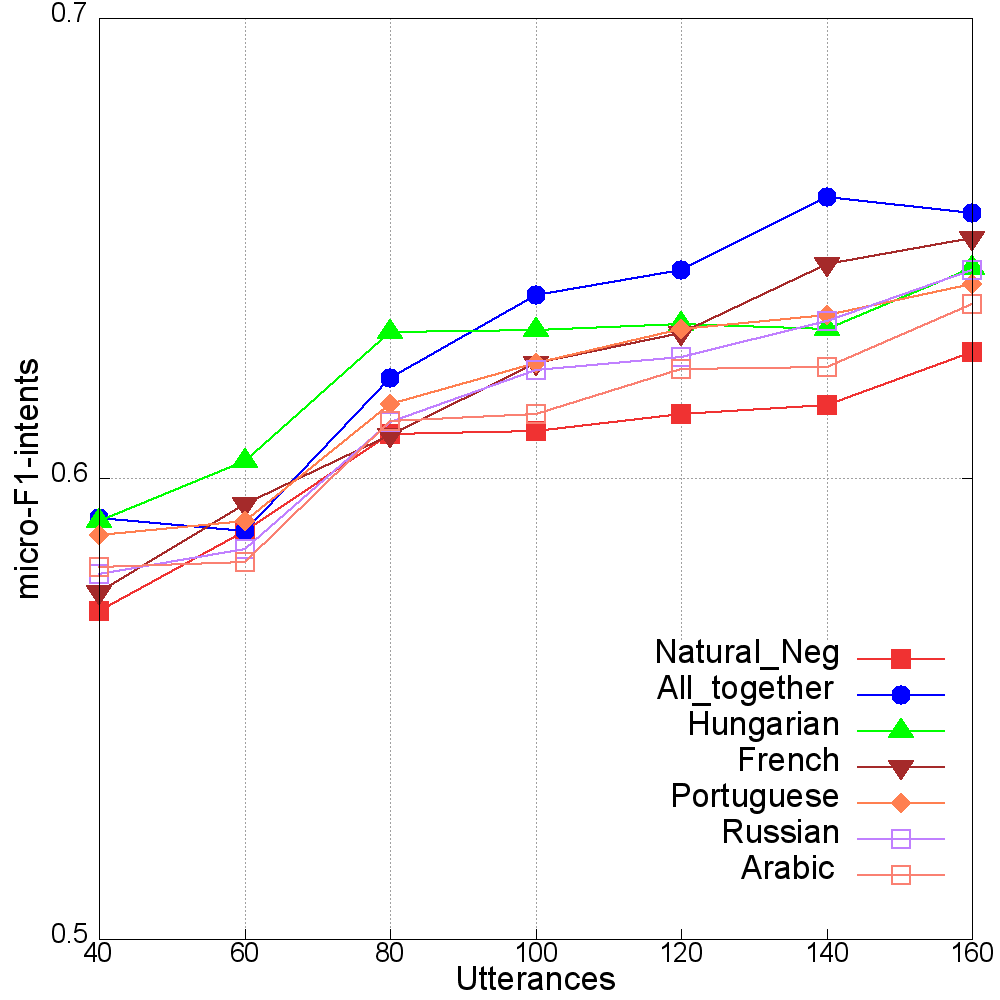 0.7
0.6
0.5
micro-F1-intents
40 60 80 100 120 140 160
Utterances
Natural_Neg
All_together
Hungarian
French
Portuguese
Russian
Arabic